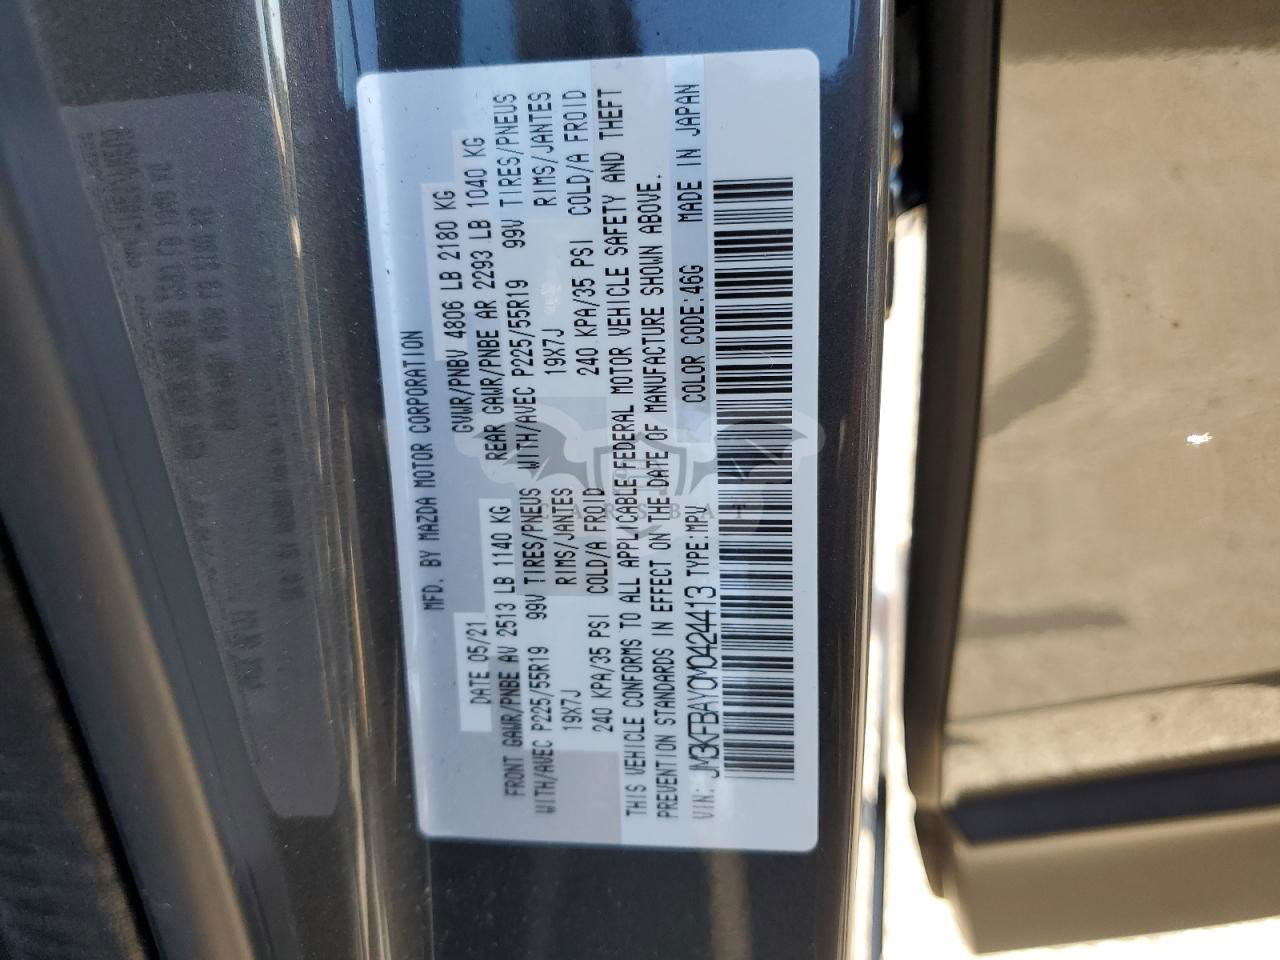 MFD. BY MAZDA MOTOR CORPORATION
DATE 05/21 GVWR/PNBV 4806 LB 2180 KG
FRONT GAWR/PNBE AV 2513 LB 1140 KG REAR GAWR/PNBE AR 2293 LB 1040 KG
WITH/AVEC P225/55R19 99V TIRES/PNEUS WITH/AVEC P225/55R19 99V TIRES/PNEUS
19X7J RIMS/JANTES 19X7J RIMS/JANTES
240 KPA/35 PSI COLD/A FROID 240 KPA/35 PSI COLD/A FROID
THIS VEHICLE CONFORMS TO ALL APPLICABLE FEDERAL MOTOR VEHICLE SAFETY AND THEFT
PREVENTION STANDARDS IN EFFECT ON THE DATE OF MANUFACTURE SHOWN ABOVE.
VIN: JM3KFBAY0M0424413 TYPE:MPV COLOR CODE:46G MADE IN JAPAN
CARSBAT